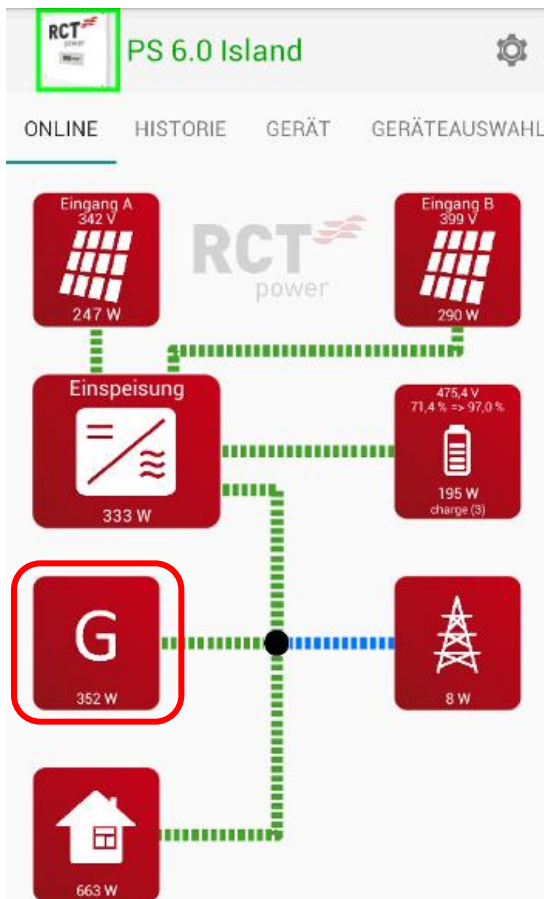 RCT
power
PS 6.0 Island
ONLINE HISTORIE GERÄT GERÄTEAUSWAHL
Eingang A
342 V
247 W
RCT
power
Eingang B
399 V
290 W
Einspeisung
333 W
475,4 V
71,4 % => 97,0 %
195 W
charge (3)
G
352 W
8 W
663 W